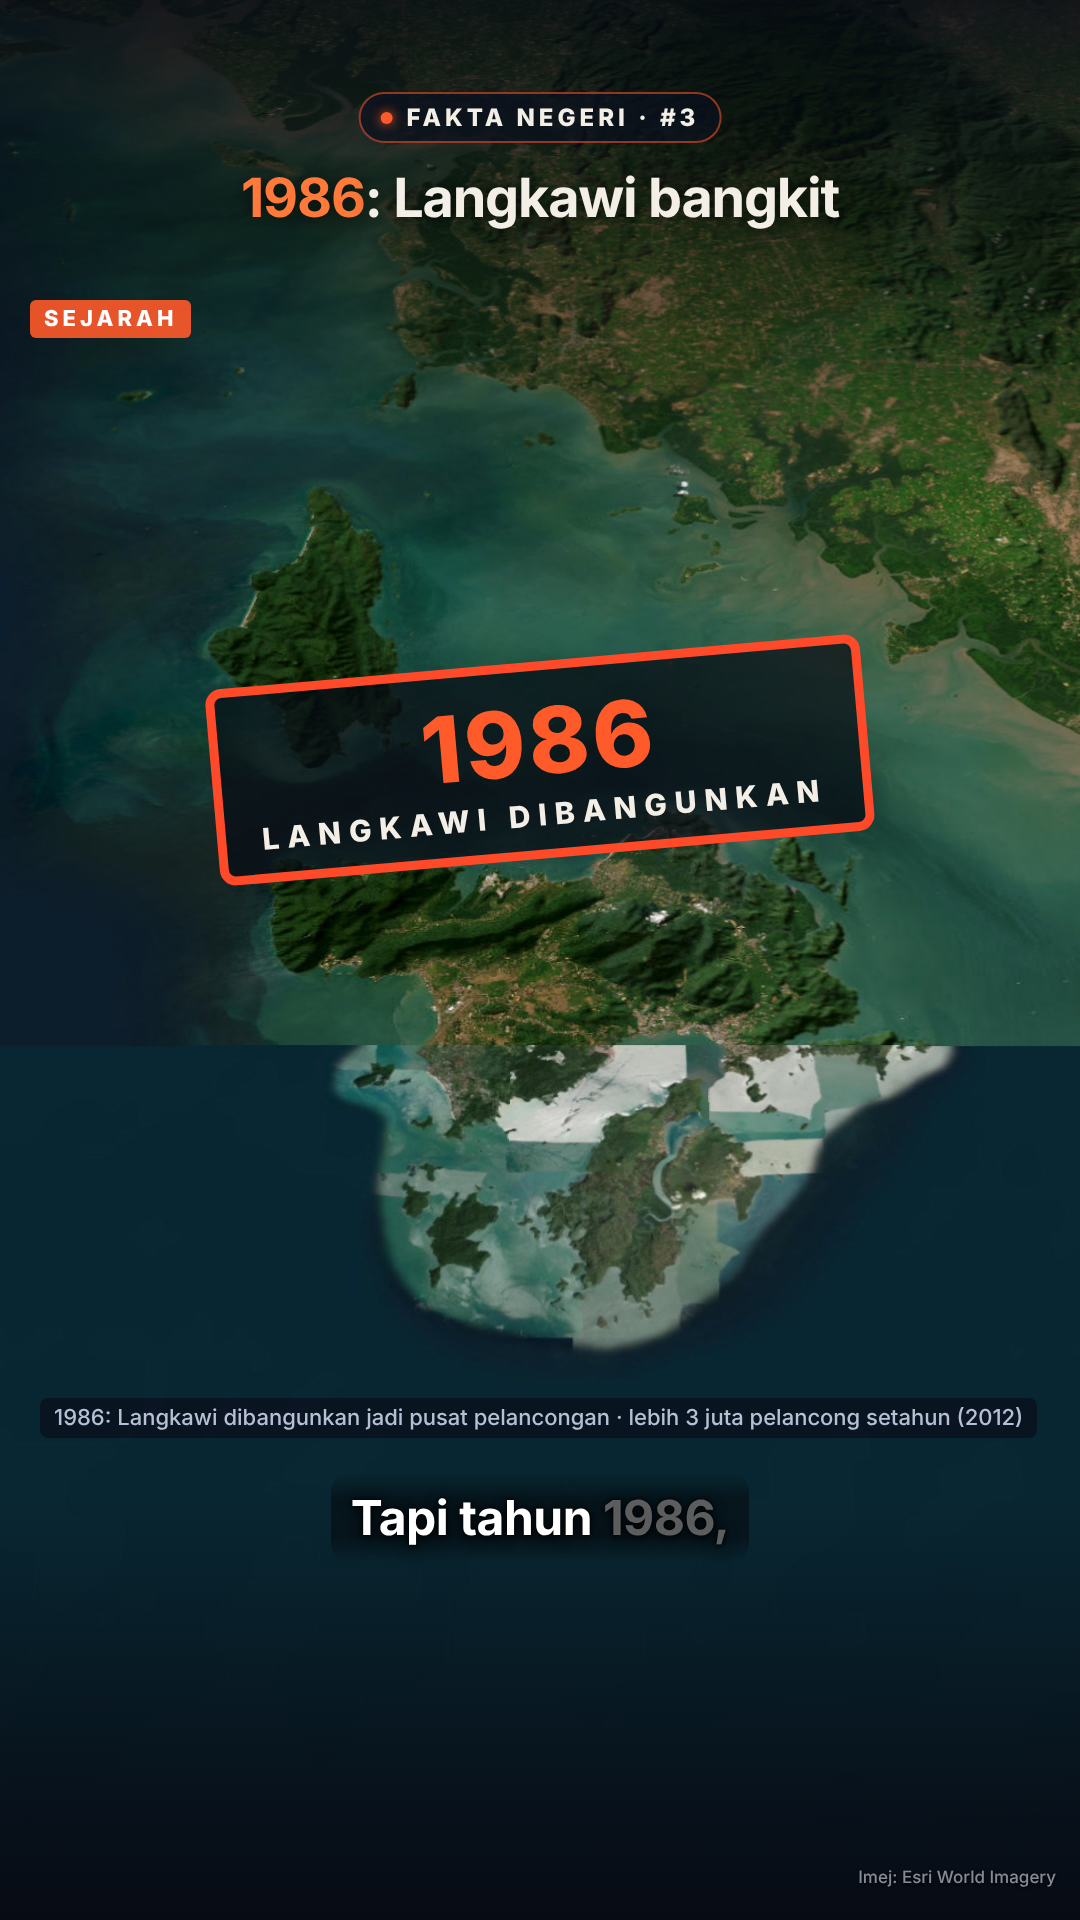 FAKTA NEGERI · #3
1986: Langkawi bangkit
SEJARAH
1986
LANGKAWI DIBANGUNKAN
1986: Langkawi dibangunkan jadi pusat pelancongan · lebih 3 juta pelancong setahun (2012)
Tapi tahun 1986,
Imej: Esri World Imagery